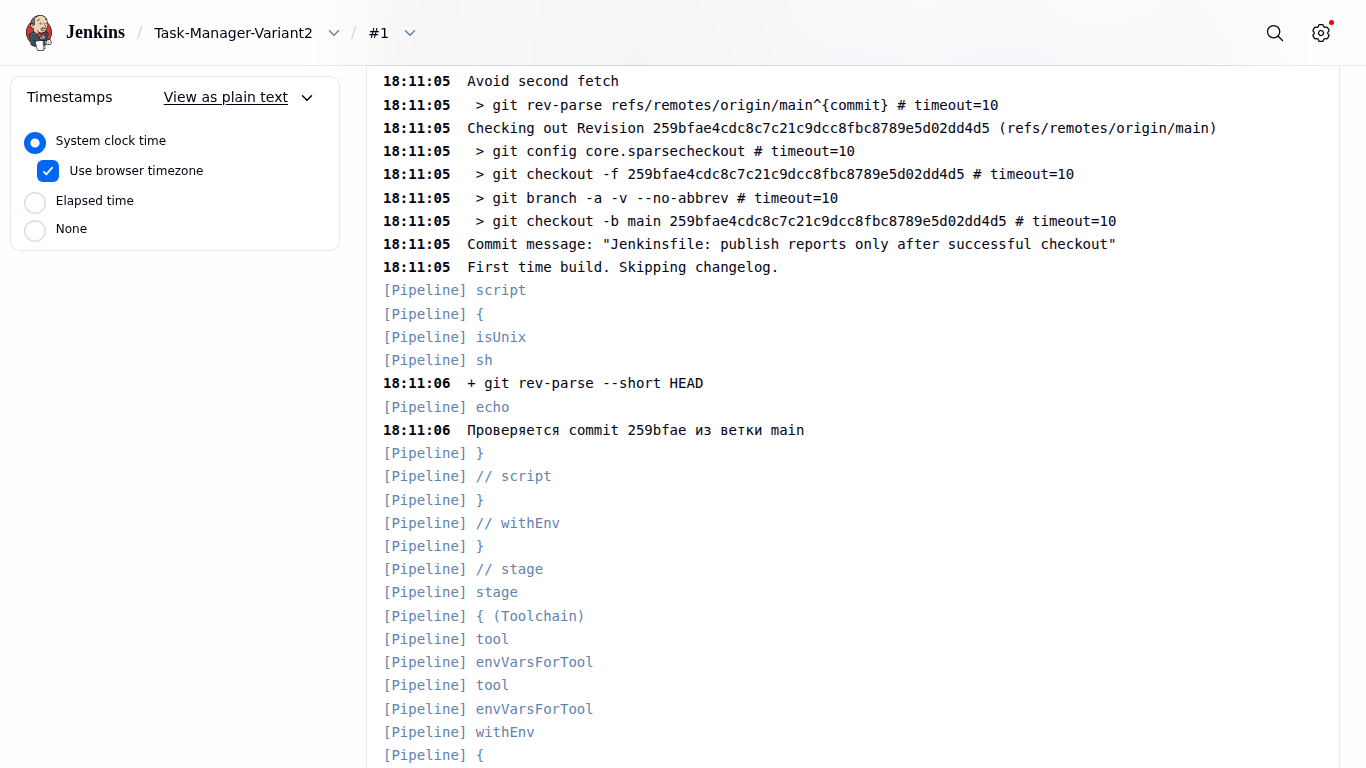 Jenkins / Task-Manager-Variant2 / #1
Timestamps View as plain text
System clock time
Use browser timezone
Elapsed time
None
18:11:05 Avoid second fetch
18:11:05 > git rev-parse refs/remotes/origin/main^{commit} # timeout=10
18:11:05 Checking out Revision 259bfae4cdc8c7c21c9dcc8fbc8789e5d02dd4d5 (refs/remotes/origin/main)
18:11:05 > git config core.sparsecheckout # timeout=10
18:11:05 > git checkout -f 259bfae4cdc8c7c21c9dcc8fbc8789e5d02dd4d5 # timeout=10
18:11:05 > git branch -a -v --no-abbrev # timeout=10
18:11:05 > git checkout -b main 259bfae4cdc8c7c21c9dcc8fbc8789e5d02dd4d5 # timeout=10
18:11:05 Commit message: "Jenkinsfile: publish reports only after successful checkout"
18:11:05 First time build. Skipping changelog.
[Pipeline] script
[Pipeline] {
[Pipeline] isUnix
[Pipeline] sh
18:11:06 + git rev-parse --short HEAD
[Pipeline] echo
18:11:06 Проверяется commit 259bfae из ветки main
[Pipeline] }
[Pipeline] // script
[Pipeline] }
[Pipeline] // withEnv
[Pipeline] }
[Pipeline] // stage
[Pipeline] stage
[Pipeline] { (Toolchain)
[Pipeline] tool
[Pipeline] envVarsForTool
[Pipeline] tool
[Pipeline] envVarsForTool
[Pipeline] withEnv
[Pipeline] {